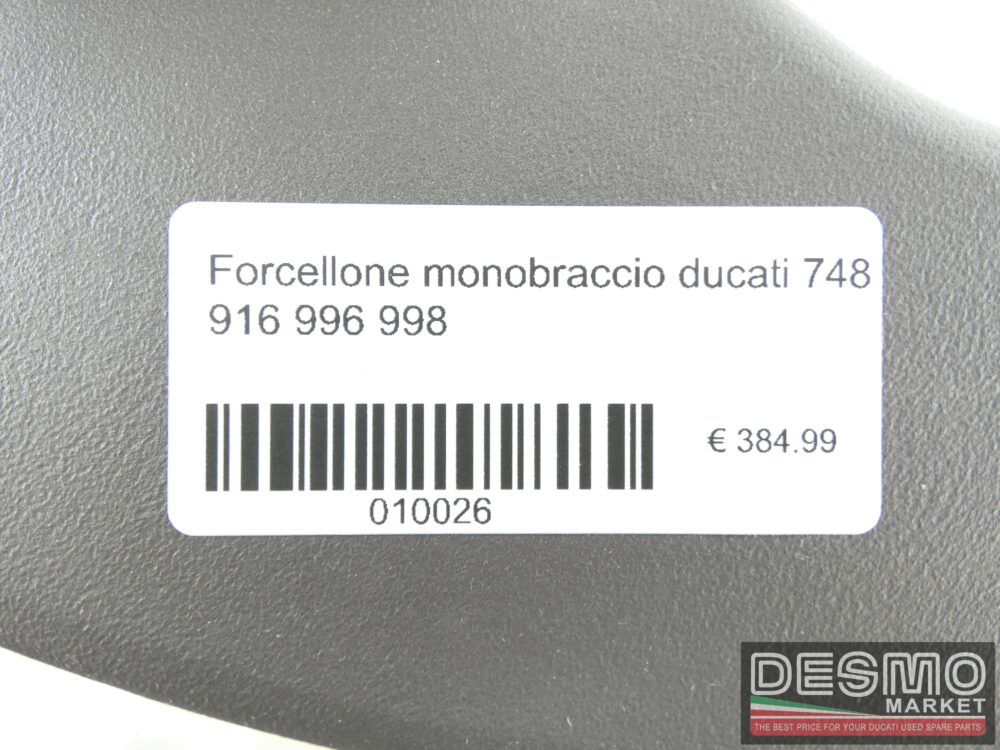 Forcellone monobraccio ducati 748
916 996 998
€ 384.99
010026
DESMO
MARKET
THE BEST PRICE FOR YOUR DUCATI USED SPARE PARTS